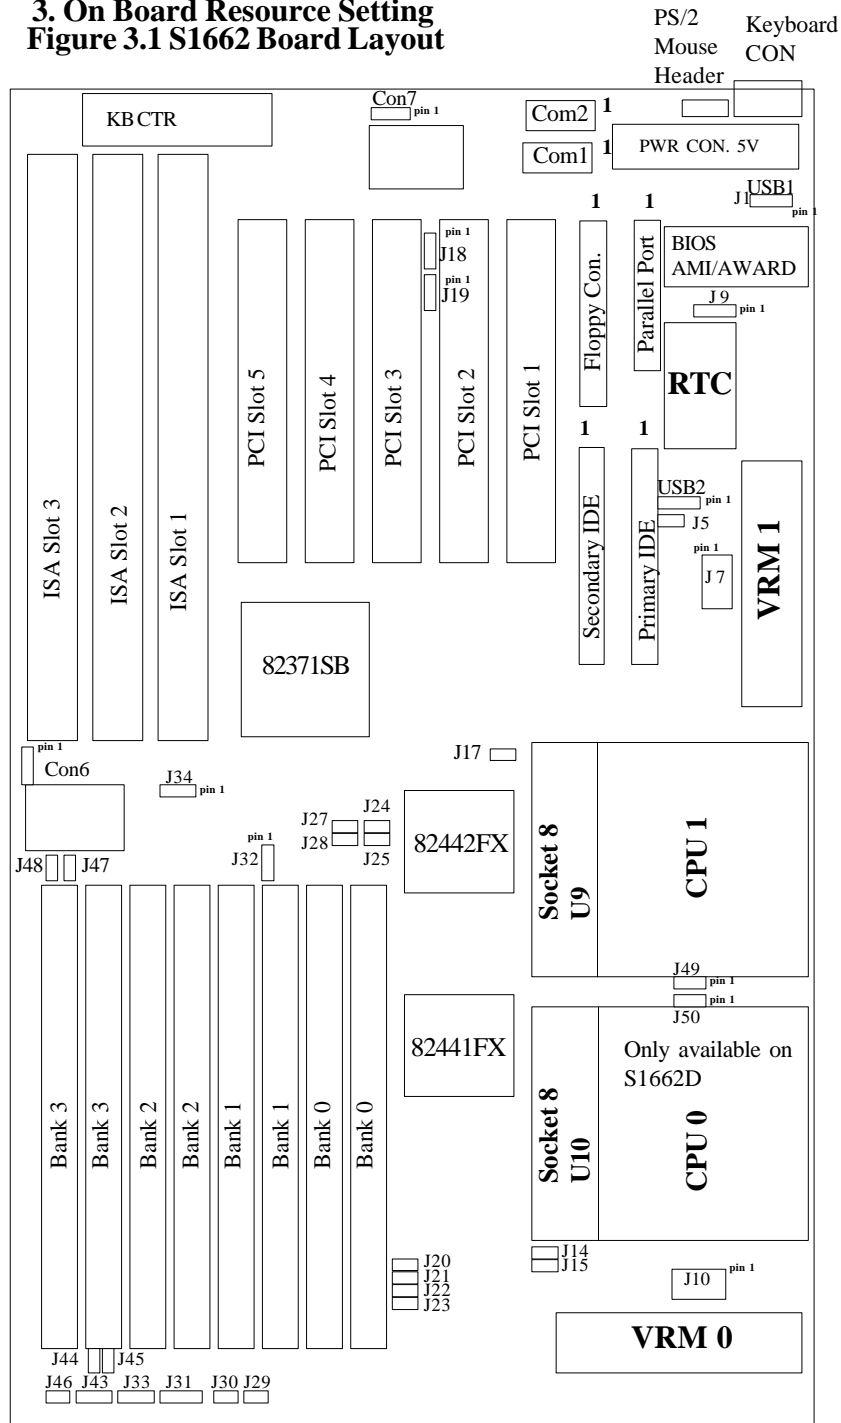 3. On Board Resource Setting
Figure 3.1 S1662 Board Layout
PS/2
Mouse
Header
Keyboard
CON
KB CTR
Con7
pin 1
Com2
1
Com1
1
PWR CON. 5V
USB1
J1
pin 1
1
1
BIOS
AMI/AWARD
pin 1
J18
pin 1
J19
Floppy Con.
Parallel Port
J 9
pin 1
RTC
ISA Slot 3
ISA Slot 2
ISA Slot 1
PCI Slot 5
PCI Slot 4
PCI Slot 3
PCI Slot 2
PCI Slot 1
1
1
Secondary IDE
Primary IDE
USB2
pin 1
J5
pin 1
J 7
VRM 1
82371SB
pin 1
Con6
J34
pin 1
J17
J27
J24
J28
J25
pin 1
J32
J48
J47
82442FX
Socket 8
U9
CPU 1
J49
pin 1
pin 1
J50
82441FX
Only available on
S1662D
Socket 8
U10
CPU 0
Bank 3
Bank 3
Bank 2
Bank 2
Bank 1
Bank 1
Bank 0
Bank 0
J20
J21
J22
J23
J14
J15
J10
pin 1
VRM 0
J44
J45
J46
J43
J33
J31
J30
J29